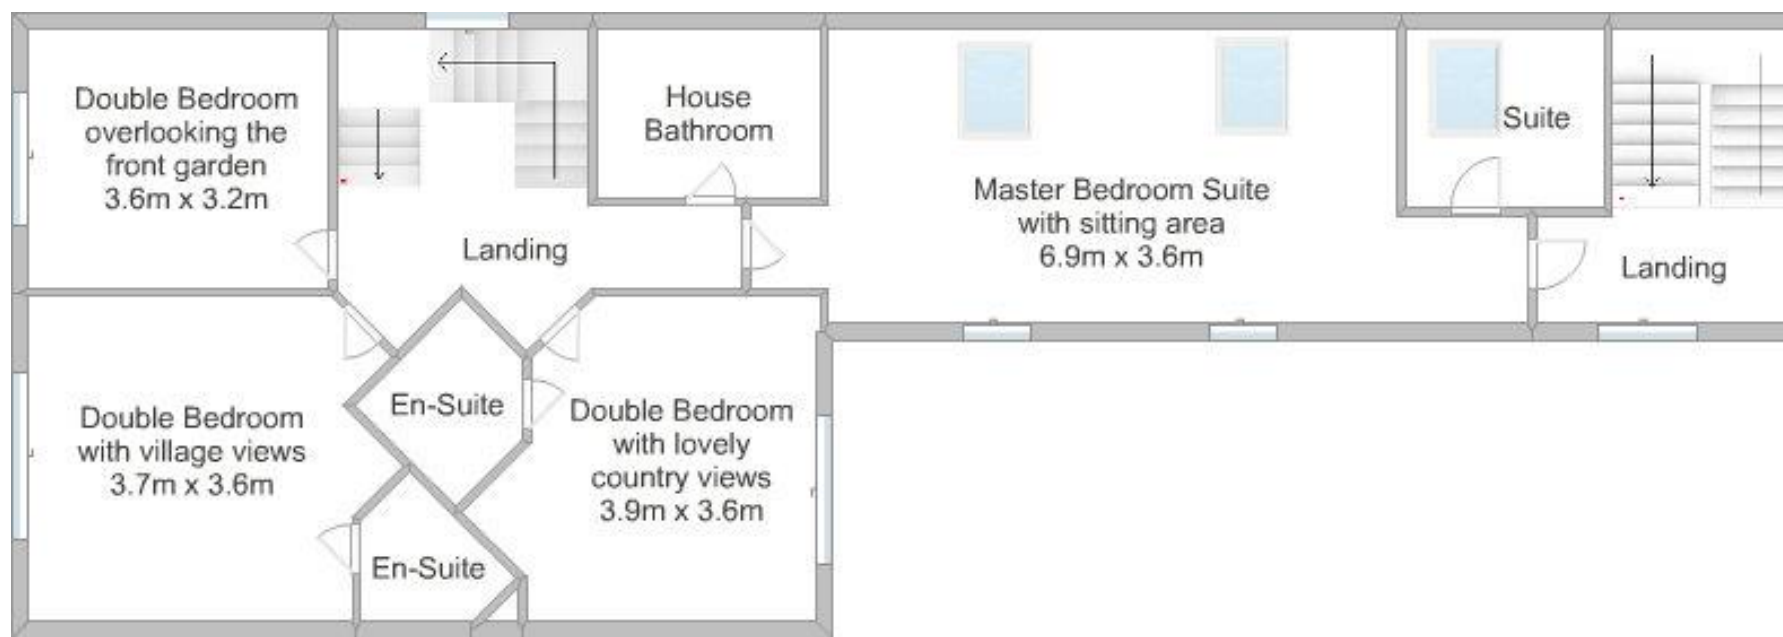 Double Bedroom
overlooking the
front garden
3.6m x 3.2m
House
Bathroom
Master Bedroom Suite
with sitting area
6.9m x 3.6m
Suite
Landing
Landing
Double Bedroom
with village views
3.7m x 3.6m
En-Suite
Double Bedroom
with lovely
country views
3.9m x 3.6m
En-Suite